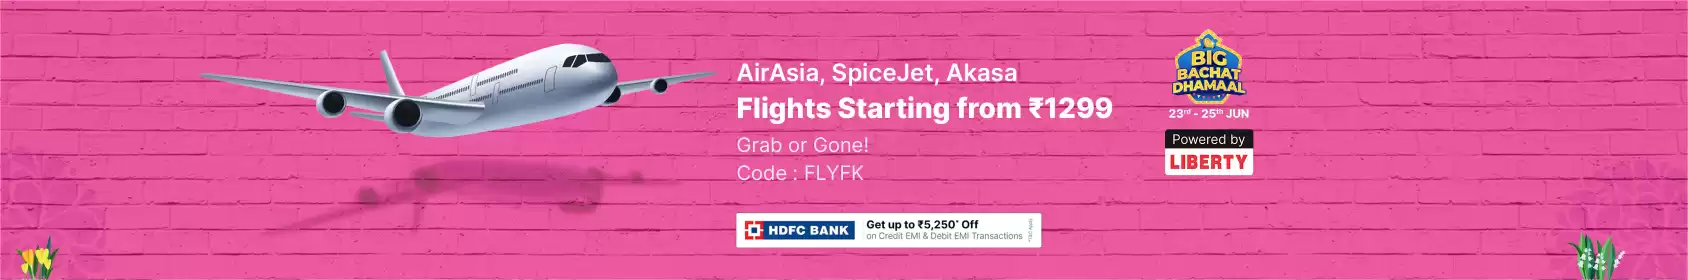 AirAsia, SpiceJet, Akasa
Flights Starting from ₹1299
Grab or Gone!
Code : FLYFK
HDFC BANK
Get up to ₹5,250* Off
on Credit EMI & Debit EMI Transactions
*T&C Apply
BIG
BACHAT
DHAMAAL
23rd - 25th JUN
Powered by
LIBERTY